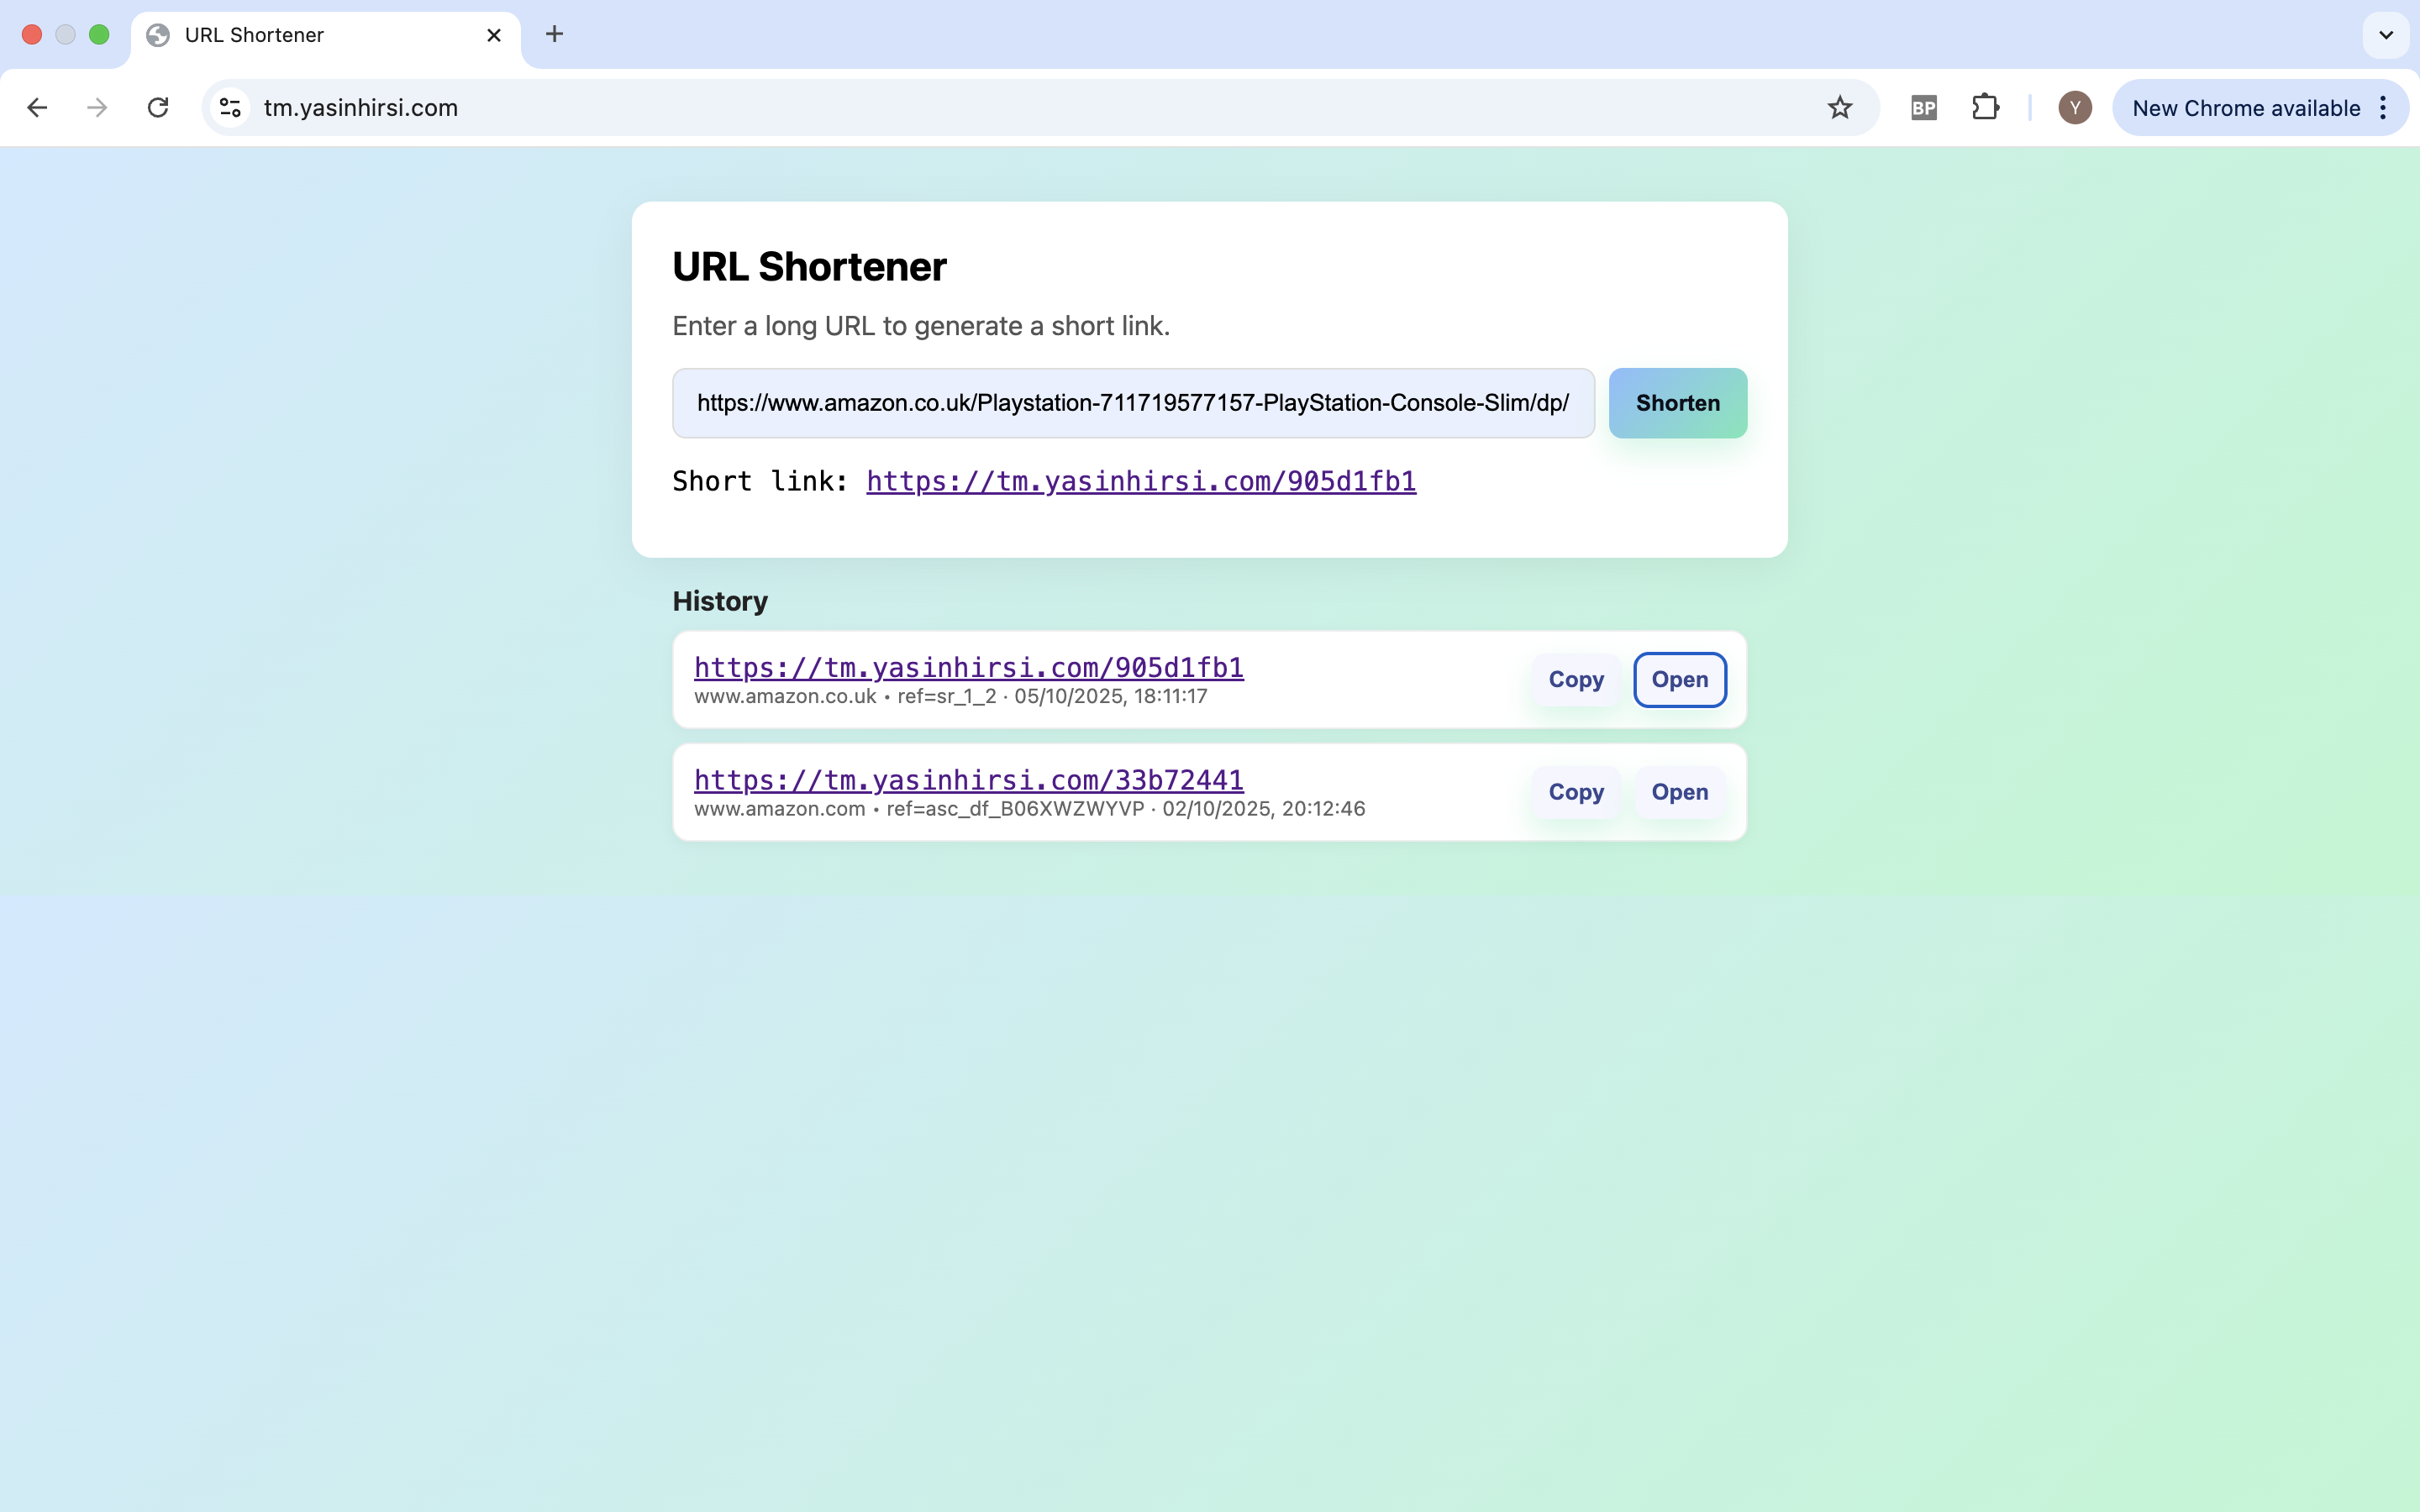 URL Shortener
tm.yasinhirsi.com
BP
Y
New Chrome available
URL Shortener
Enter a long URL to generate a short link.
https://www.amazon.co.uk/Playstation-711719577157-PlayStation-Console-Slim/dp/
Shorten
Short link: https://tm.yasinhirsi.com/905d1fb1
History
https://tm.yasinhirsi.com/905d1fb1
www.amazon.co.uk • ref=sr_1_2 · 05/10/2025, 18:11:17
Copy
Open
https://tm.yasinhirsi.com/33b72441
www.amazon.com • ref=asc_df_B06XWZWYVP · 02/10/2025, 20:12:46
Copy
Open